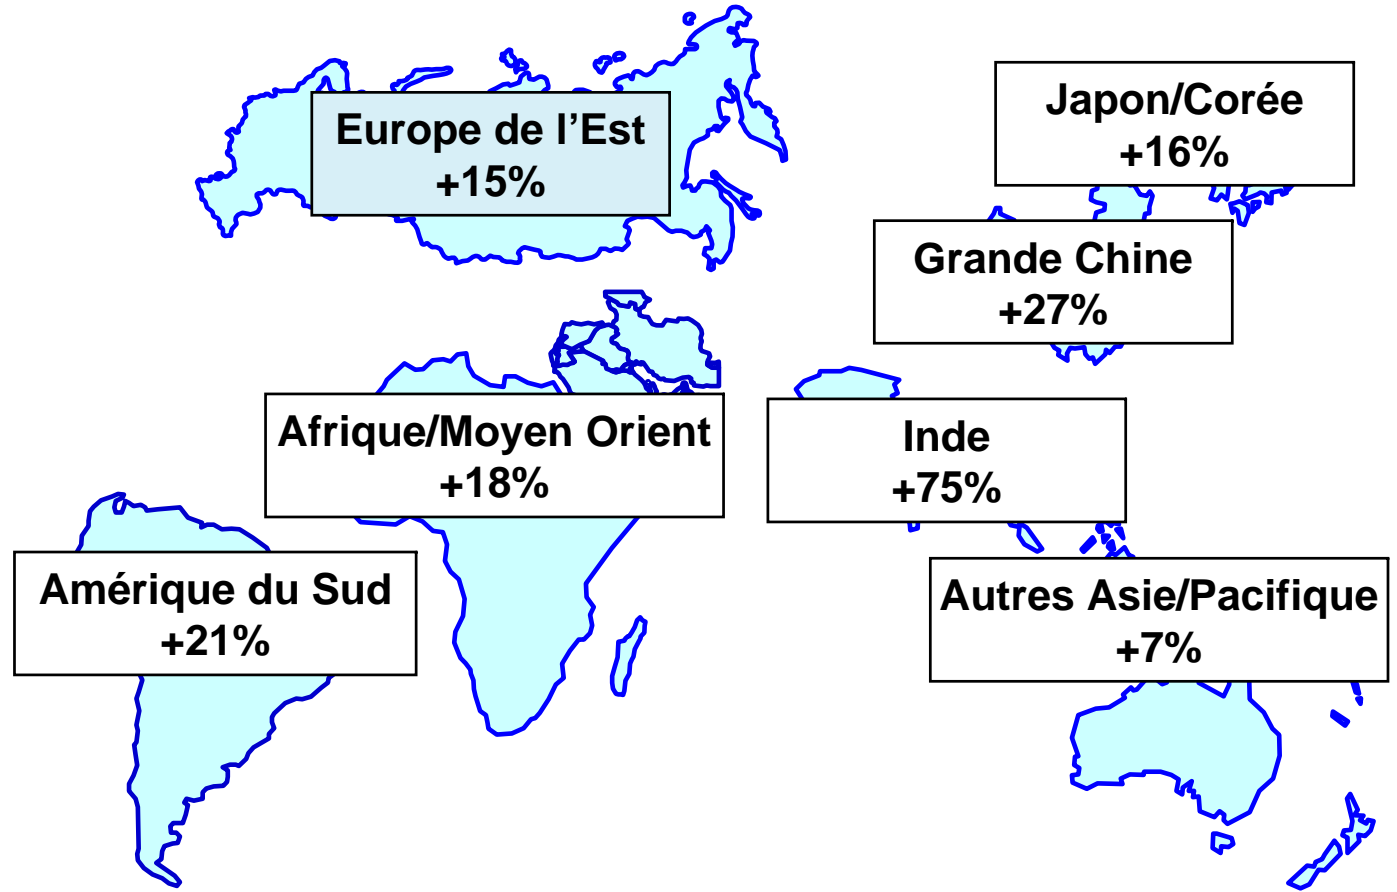 Europe de l’Est
+15%
Japon/Corée
+16%
Grande Chine
+27%
Afrique/Moyen Orient
+18%
Inde
+75%
Amérique du Sud
+21%
Autres Asie/Pacifique
+7%